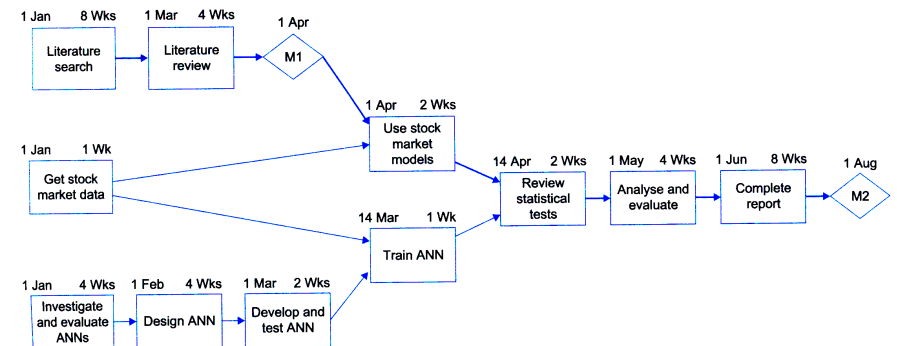 1 Jan 8 Wks
Literature
search
1 Mar 4 Wks
Literature
review
1 Apr
M1
1 Jan 1 Wk
Get stock
market data
1 Apr 2 Wks
Use stock
market
models
14 Mar 1 Wk
Train ANN
1 Jan 4 Wks
Investigate
and evaluate
ANNs
1 Feb 4 Wks
Design ANN
1 Mar 2 Wks
Develop and
test ANN
14 Apr 2 Wks
Review
statistical
tests
1 May 4 Wks
Analyse and
evaluate
1 Jun 8 Wks
Complete
report
1 Aug
M2